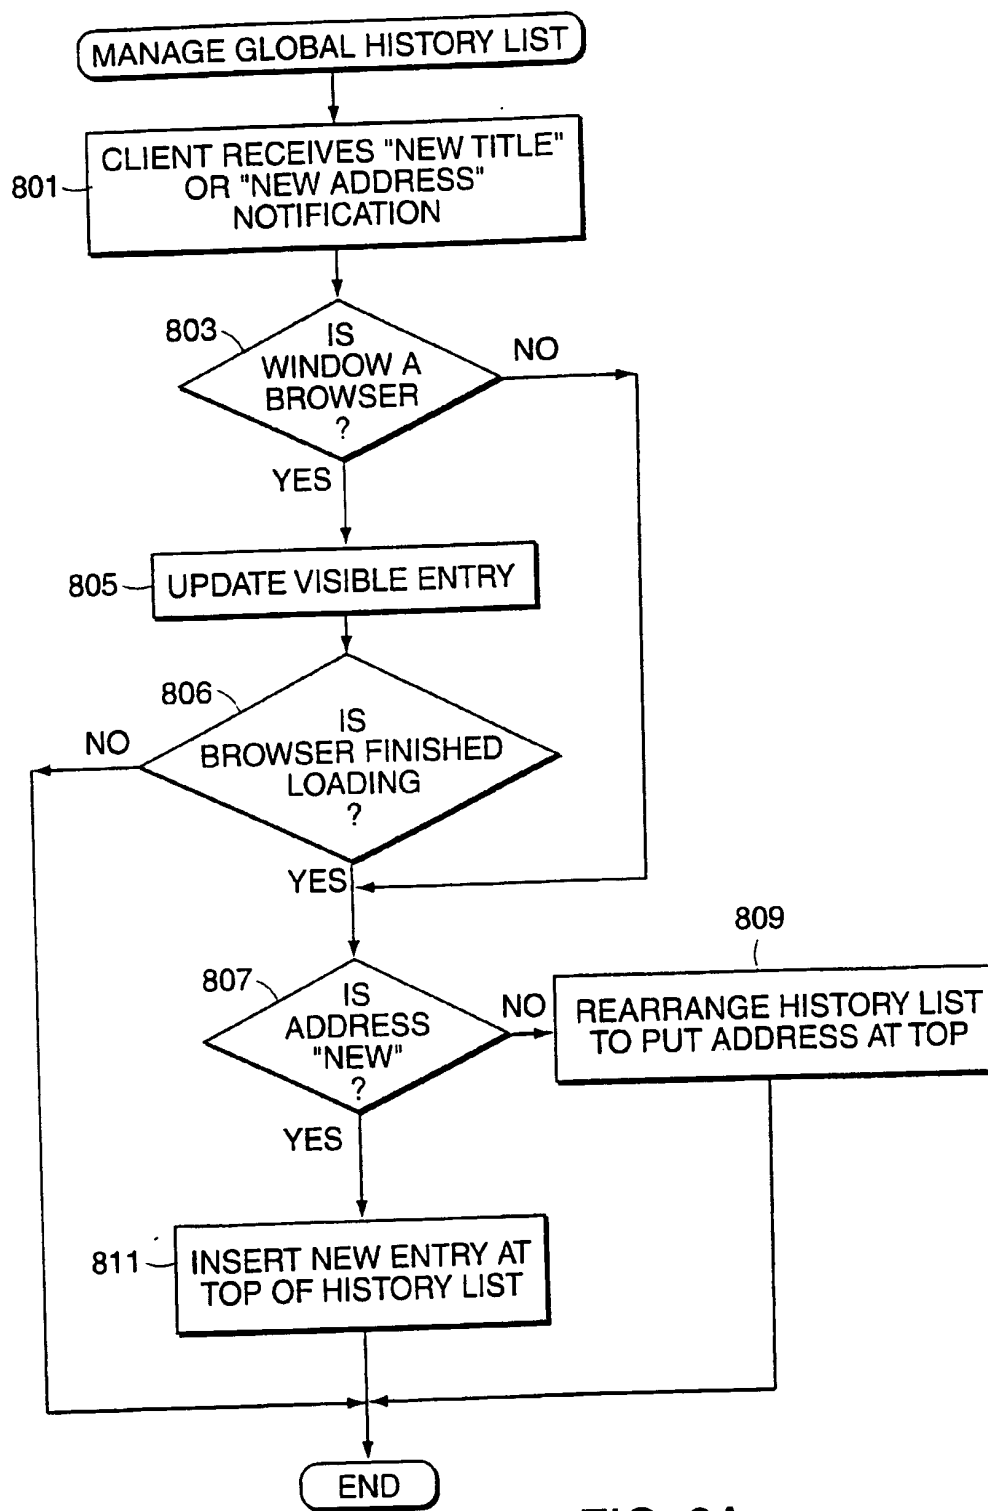 MANAGE GLOBAL HISTORY LIST
801
CLIENT RECEIVES "NEW TITLE"
OR "NEW ADDRESS"
NOTIFICATION
803
IS
WINDOW A
BROWSER
?
NO
YES
805
UPDATE VISIBLE ENTRY
806
IS
BROWSER FINISHED
LOADING
?
NO
YES
807
IS
ADDRESS
"NEW"
?
NO
809
REARRANGE HISTORY LIST
TO PUT ADDRESS AT TOP
YES
811
INSERT NEW ENTRY AT
TOP OF HISTORY LIST
END